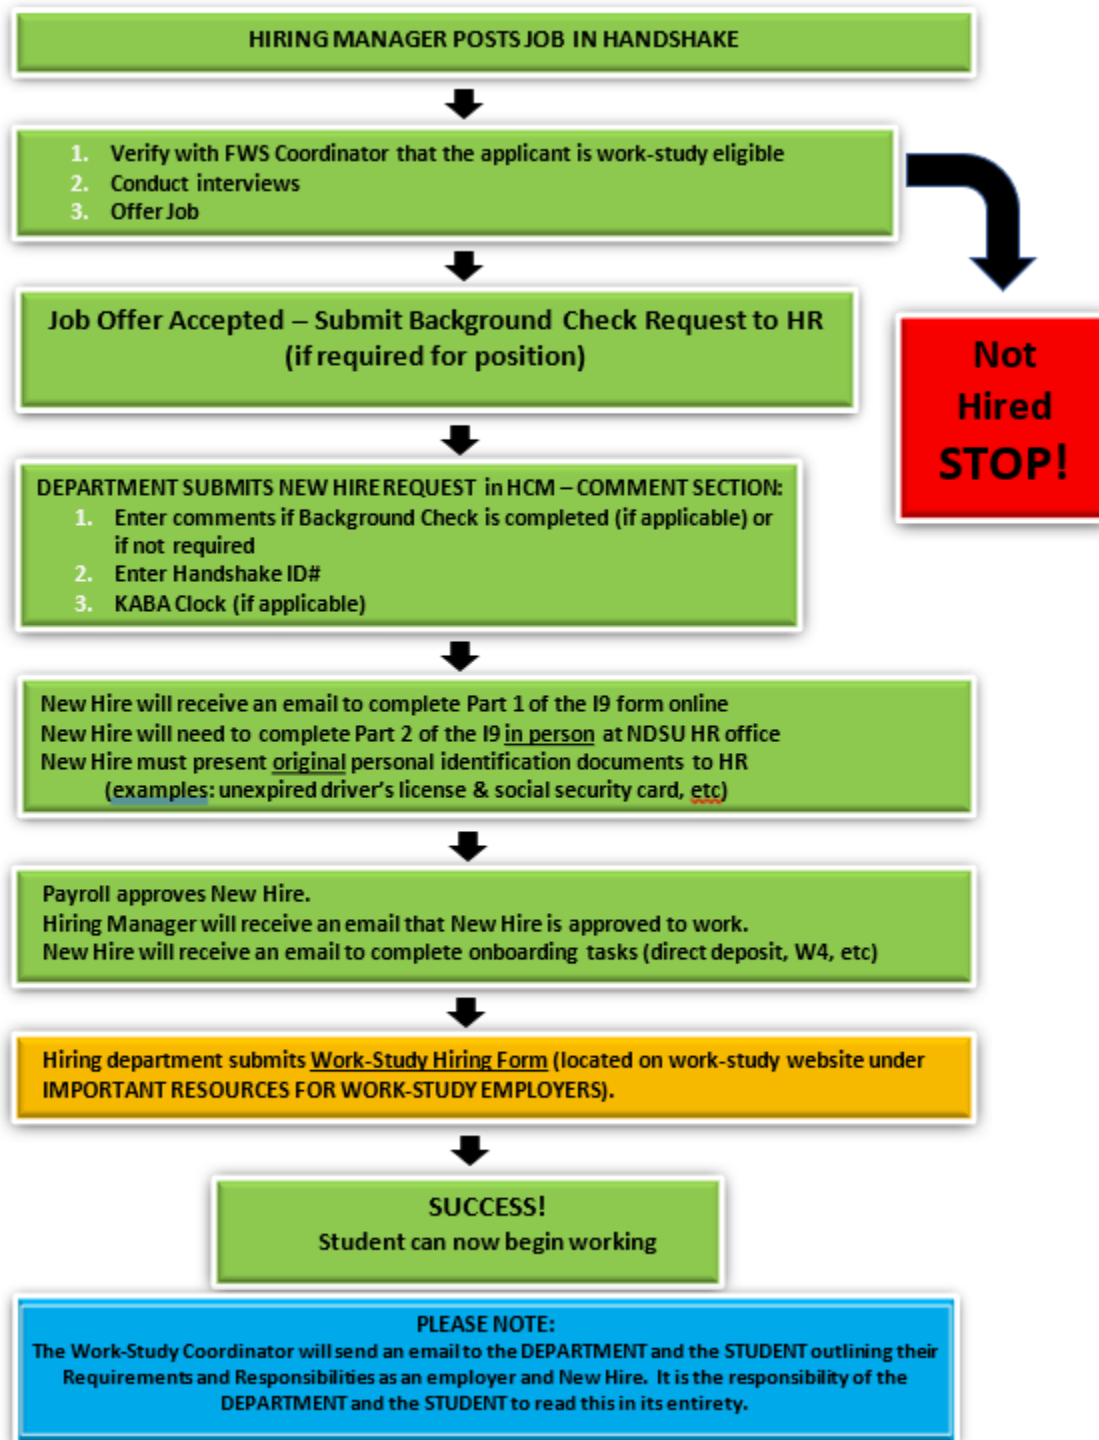 HIRING MANAGER POSTS JOB IN HANDSHAKE
1. Verify with FWS Coordinator that the applicant is work-study eligible
2. Conduct interviews
3. Offer Job
Job Offer Accepted – Submit Background Check Request to HR
(if required for position)
Not
Hired
STOP!
DEPARTMENT SUBMITS NEW HIRE REQUEST in HCM – COMMENT SECTION:
1. Enter comments if Background Check is completed (if applicable) or
if not required
2. Enter Handshake ID#
3. KABA Clock (if applicable)
New Hire will receive an email to complete Part 1 of the I9 form online
New Hire will need to complete Part 2 of the I9 in person at NDSU HR office
New Hire must present original personal identification documents to HR
(examples: unexpired driver's license & social security card, etc)
Payroll approves New Hire.
Hiring Manager will receive an email that New Hire is approved to work.
New Hire will receive an email to complete onboarding tasks (direct deposit, W4, etc)
Hiring department submits Work-Study Hiring Form (located on work-study website under
IMPORTANT RESOURCES FOR WORK-STUDY EMPLOYERS).
SUCCESS!
Student can now begin working
PLEASE NOTE:
The Work-Study Coordinator will send an email to the DEPARTMENT and the STUDENT outlining their
Requirements and Responsibilities as an employer and New Hire. It is the responsibility of the
DEPARTMENT and the STUDENT to read this in its entirety.